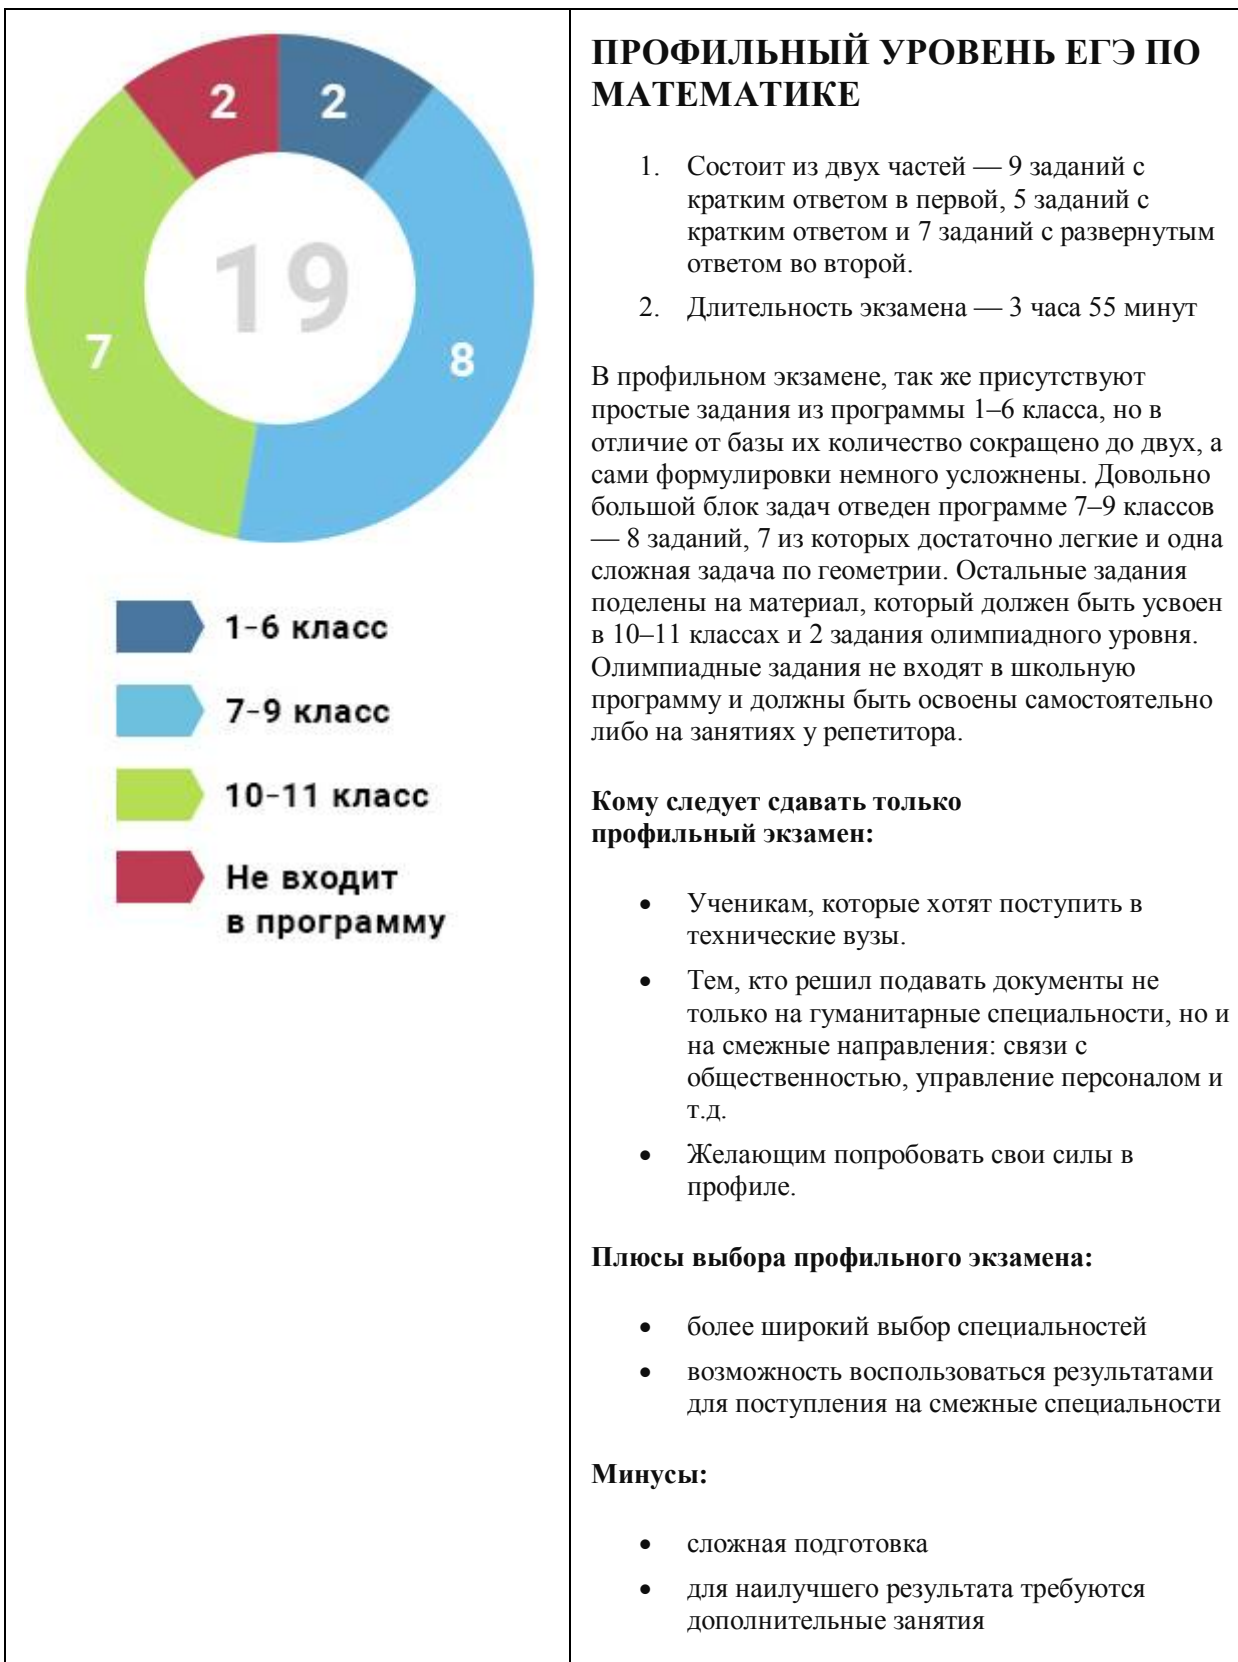 2
2
19
7
8
1-6 класс
7-9 класс
10-11 класс
Не входит
в программу
ПРОФИЛЬНЫЙ УРОВЕНЬ ЕГЭ ПО
МАТЕМАТИКЕ
1. Состоит из двух частей — 9 заданий с
кратким ответом в первой, 5 заданий с
кратким ответом и 7 заданий с развернутым
ответом во второй.
2. Длительность экзамена — 3 часа 55 минут
В профильном экзамене, так же присутствуют
простые задания из программы 1–6 класса, но в
отличие от базы их количество сокращено до двух, а
сами формулировки немного усложнены. Довольно
большой блок задач отведен программе 7–9 классов
— 8 заданий, 7 из которых достаточно легкие и одна
сложная задача по геометрии. Остальные задания
поделены на материал, который должен быть усвоен
в 10–11 классах и 2 задания олимпиадного уровня.
Олимпиадные задания не входят в школьную
программу и должны быть освоены самостоятельно
либо на занятиях у репетитора.
Кому следует сдавать только
профильный экзамен:
• Ученикам, которые хотят поступить в
технические вузы.
• Тем, кто решил подавать документы не
только на гуманитарные специальности, но и
на смежные направления: связи с
общественностью, управление персоналом и
т.д.
• Желающим попробовать свои силы в
профиле.
Плюсы выбора профильного экзамена:
• более широкий выбор специальностей
• возможность воспользоваться результатами
для поступления на смежные специальности
Минусы:
• сложная подготовка
• для наилучшего результата требуются
дополнительные занятия